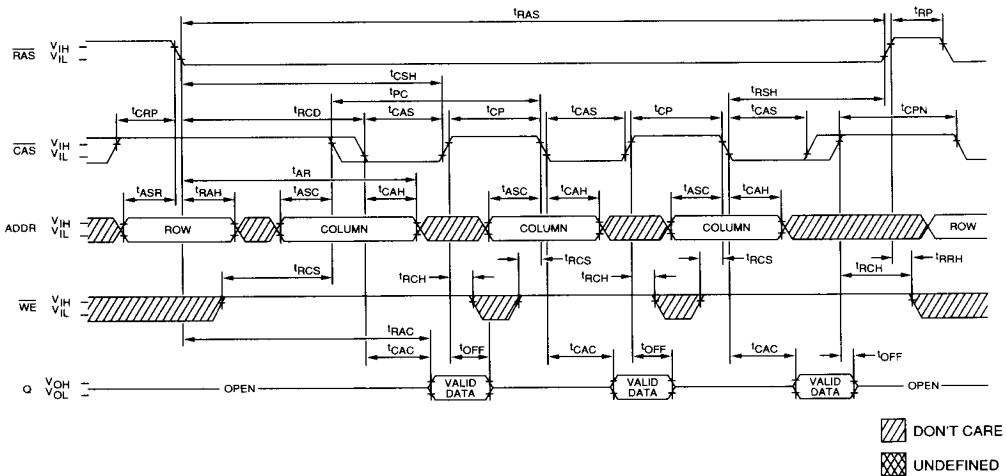 tRAS
tRP
RAS VIH VIL
tCSH
tPC
tRSH
tCRP tRCD tCAS tCP tCAS tCP tCAS tCPN
CAS VIH VIL
tAR
tASR tRAH tASC tCAH tASC tCAH tASC tCAH
ADDR VIH VIL ROW COLUMN COLUMN COLUMN ROW
tRCS tRCH tRCS tRCH tRCS tRCH tRRH
WE VIH VIL
tRAC
tCAC tOFF tCAC tOFF tCAC tOFF
Q VOH VOL OPEN VALID DATA VALID DATA VALID DATA OPEN
DON'T CARE
UNDEFINED